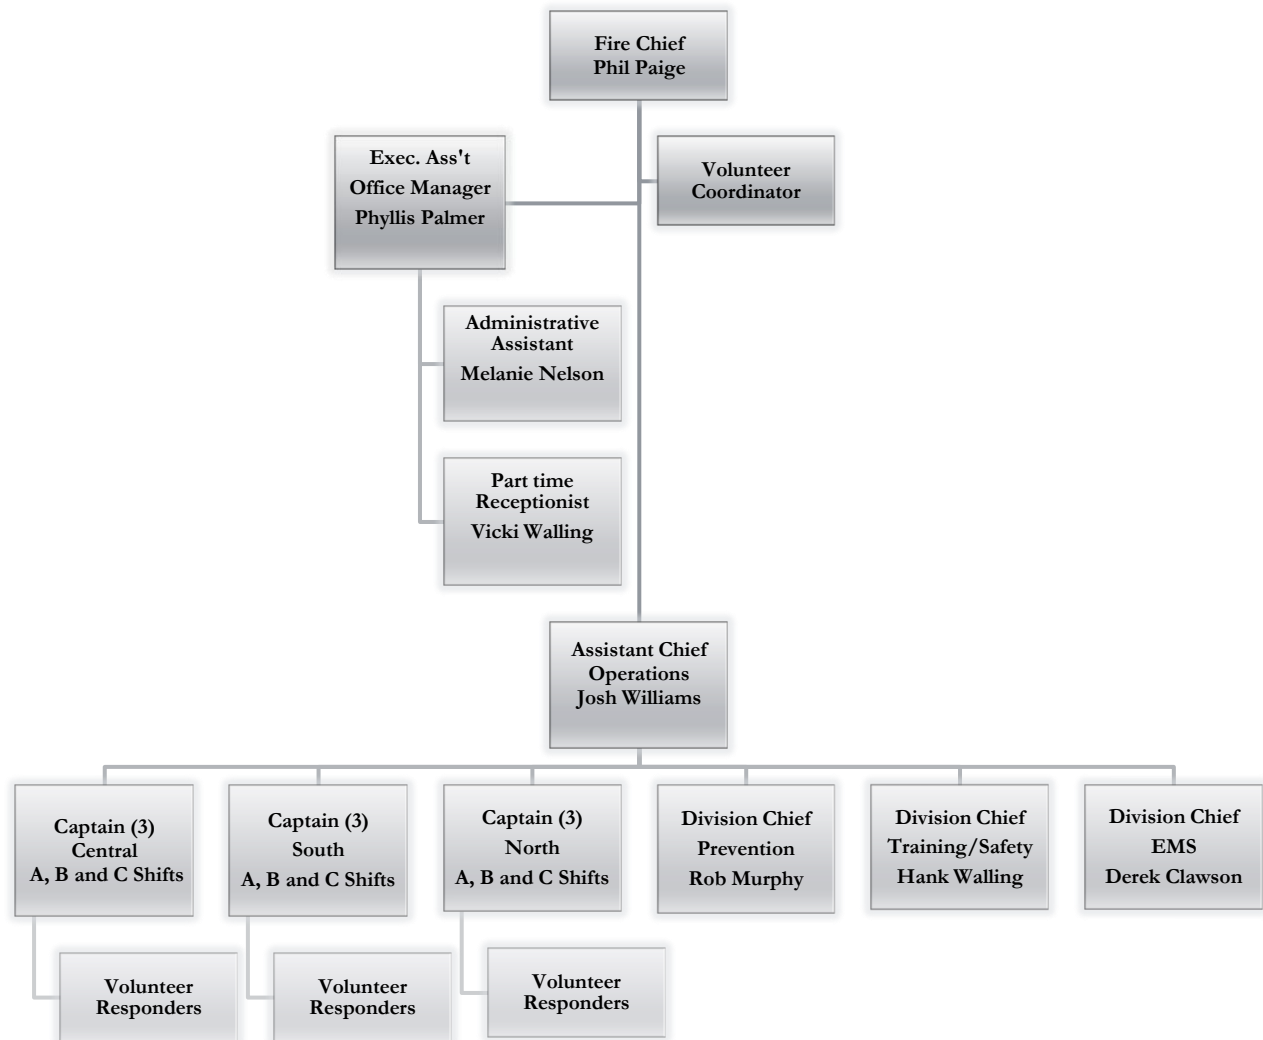 Fire Chief
Phil Paige
Exec. Ass't
Office Manager
Phyllis Palmer
Volunteer
Coordinator
Administrative
Assistant
Melanie Nelson
Part time
Receptionist
Vicki Walling
Assistant Chief
Operations
Josh Williams
Captain (3)
Central
A, B and C Shifts
Captain (3)
South
A, B and C Shifts
Captain (3)
North
A, B and C Shifts
Division Chief
Prevention
Rob Murphy
Division Chief
Training/Safety
Hank Walling
Division Chief
EMS
Derek Clawson
Volunteer
Responders
Volunteer
Responders
Volunteer
Responders